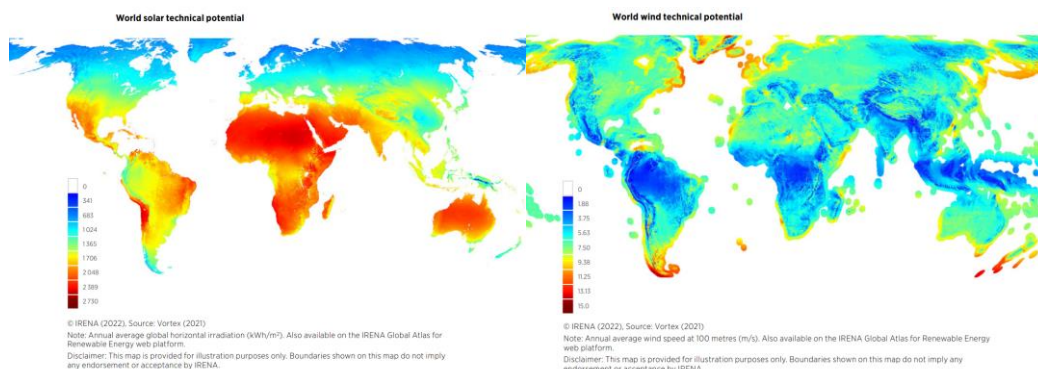 World solar technical potential
0
341
683
1 024
1 365
1 706
2 048
2 389
2 730
© IRENA (2022), Source: Vortex (2021)
Note: Annual average global horizontal irradiation (kWh/m²). Also available on the IRENA Global Atlas for
Renewable Energy web platform.
Disclaimer: This map is provided for illustration purposes only. Boundaries shown on this map do not imply
any endorsement or acceptance by IRENA.
World wind technical potential
0
1.88
3.75
5.63
7.50
9.38
11.25
13.13
15.0
© IRENA (2022), Source: Vortex (2021)
Note: Annual average wind speed at 100 metres (m/s). Also available on the IRENA Global Atlas for Renewable Energy
web platform.
Disclaimer: This map is provided for illustration purposes only. Boundaries shown on this map do not imply any
endorsement or acceptance by IRENA.